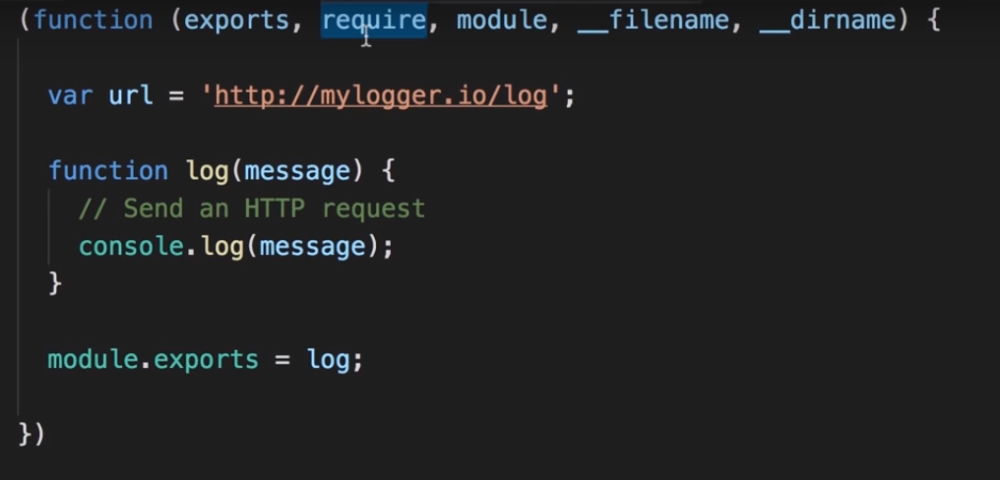 (function (exports, require, module, __filename, __dirname) {
var url = 'http://mylogger.io/log';
function log(message) {
// Send an HTTP request
console.log(message);
}
module.exports = log;
})